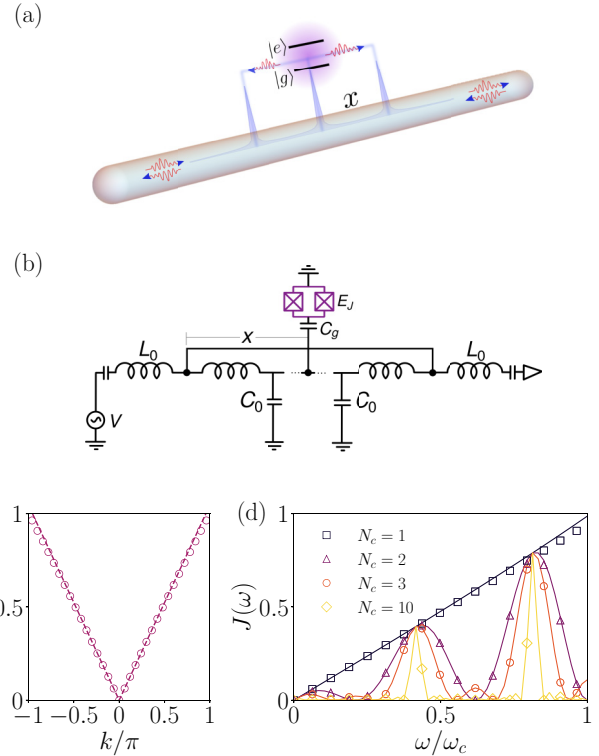 (a)
|e⟩
|g⟩
x
(b)
E_J
C_g
x
L_0
L_0
C_0
C_0
V
1
0.5
0
−1 −0.5 0 0.5 1
k/π
(d)
J(ω)
1
0.5
0
N_c = 1
N_c = 2
N_c = 3
N_c = 10
0 0.5 1
ω/ω_c